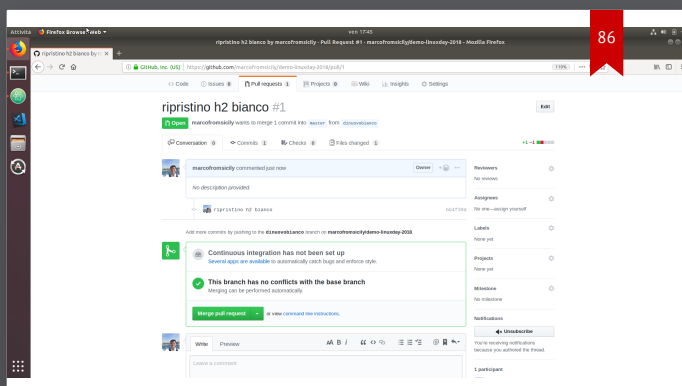 Attività Firefox Browser Web ven 17:45
ripristino h2 bianco by marcofromsicily · Pull Request #1 · marcofromsicily/demo-linuxday-2018 - Mozilla Firefox
86
ripristino h2 bianco by
GitHub, Inc. (US) https://github.com/marcofromsicily/demo-linuxday-2018/pull/1 110%
Code Issues 0 Pull requests 1 Projects 0 Wiki Insights Settings
ripristino h2 bianco #1
Edit
Open marcofromsicily wants to merge 1 commit into master from dinuovobianco
Conversation 0 Commits 1 Checks 0 Files changed 1 +1 −1
marcofromsicily commented just now Owner
No description provided.
ripristino h2 bianco
Add more commits by pushing to the dinuovobianco branch on marcofromsicily/demo-linuxday-2018.
Continuous integration has not been set up
Several apps are available to automatically catch bugs and enforce style.
This branch has no conflicts with the base branch
Merging can be performed automatically.
Merge pull request or view command line instructions.
Write Preview AA B i
Leave a comment
Reviewers
No reviews
Assignees
No one—assign yourself
Labels
None yet
Projects
None yet
Milestone
No milestone
Notifications
Unsubscribe
You're receiving notifications
because you authored the thread.
1 participant